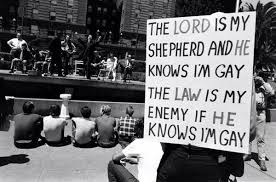 THE LORD IS MY
SHEPHERD AND HE
KNOWS I'M GAY
THE LAW IS MY
ENEMY IF HE
KNOWS I'M GAY